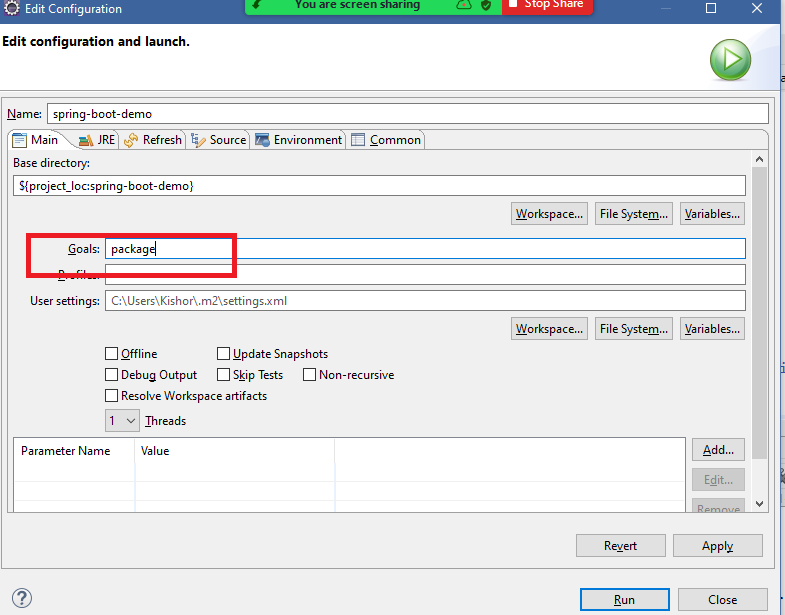 Edit Configuration
You are screen sharing
Stop Share
Edit configuration and launch.
Name: spring-boot-demo
Main JRE Refresh Source Environment Common
Base directory:
${project_loc:spring-boot-demo}
Workspace... File System... Variables...
Goals: package
Profiles:
User settings: C:\Users\Kishor\.m2\settings.xml
Workspace... File System... Variables...
Offline Update Snapshots
Debug Output Skip Tests Non-recursive
Resolve Workspace artifacts
1 Threads
Parameter Name Value
Add...
Edit...
Remove
Revert Apply
? Run Close